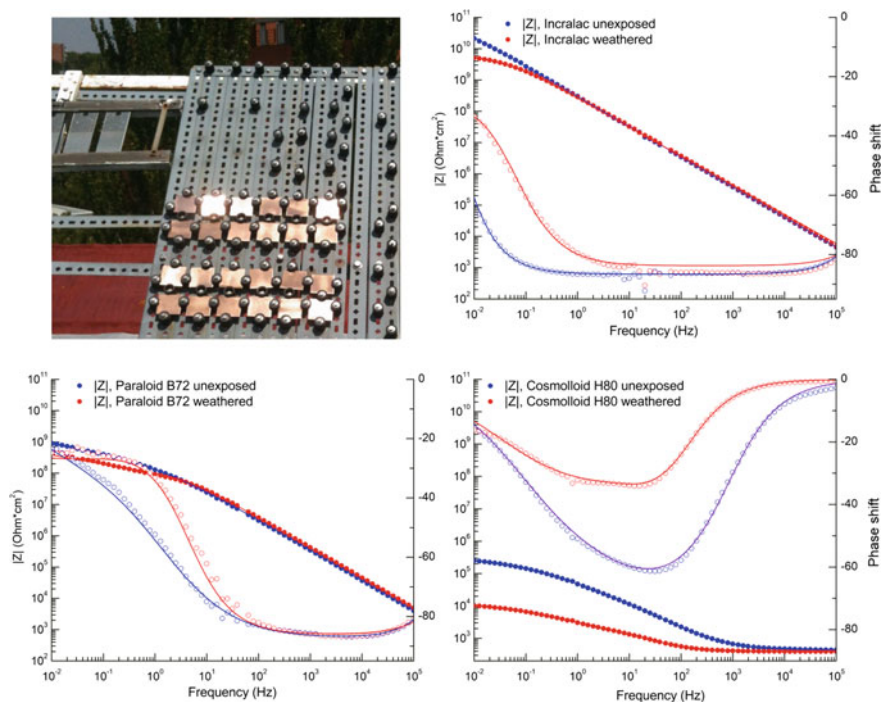 |Z|, Incralac unexposed
|Z|, Incralac weathered
10¹¹
10¹⁰
10⁹
10⁸
10⁷
10⁶
10⁵
10⁴
10³
10²
|Z| (Ohm*cm²)
0
-20
-40
-60
-80
Phase shift
10⁻² 10⁻¹ 10⁰ 10¹ 10² 10³ 10⁴ 10⁵
Frequency (Hz)
|Z|, Paraloid B72 unexposed
|Z|, Paraloid B72 weathered
10¹¹
10¹⁰
10⁹
10⁸
10⁷
10⁶
10⁵
10⁴
10³
10²
|Z| (Ohm*cm²)
0
-20
-40
-60
-80
10⁻² 10⁻¹ 10⁰ 10¹ 10² 10³ 10⁴ 10⁵
Frequency (Hz)
|Z|, Cosmolloid H80 unexposed
|Z|, Cosmolloid H80 weathered
10¹¹
10¹⁰
10⁹
10⁸
10⁷
10⁶
10⁵
10⁴
10³
0
-20
-40
-60
-80
Phase shift
10⁻² 10⁻¹ 10⁰ 10¹ 10² 10³ 10⁴ 10⁵
Frequency (Hz)